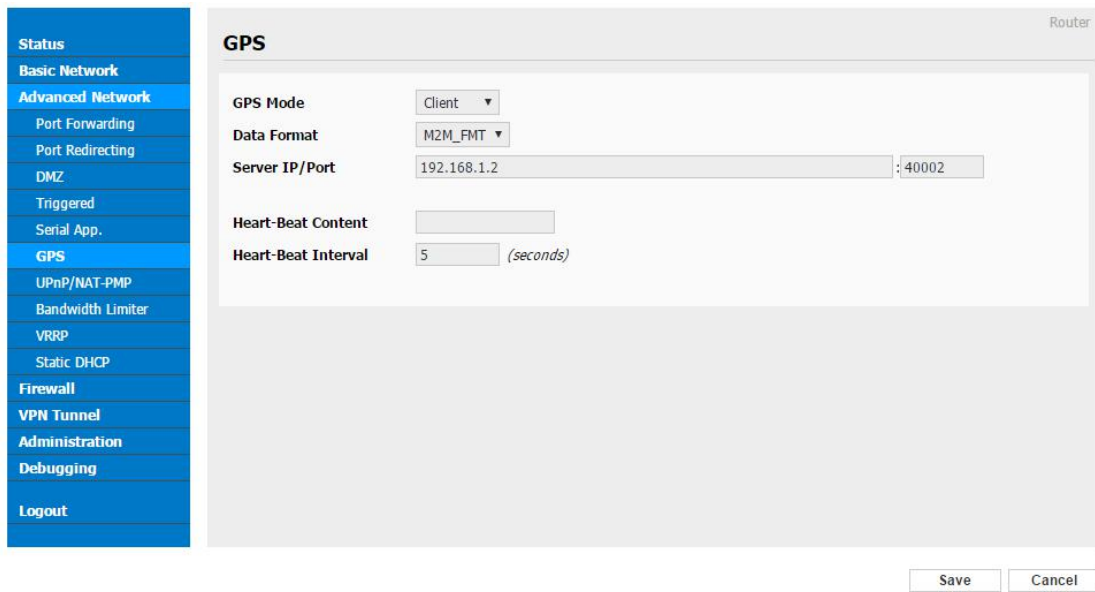 Router
Status
Basic Network
Advanced Network
Port Forwarding
Port Redirecting
DMZ
Triggered
Serial App.
GPS
UPnP/NAT-PMP
Bandwidth Limiter
VRRP
Static DHCP
Firewall
VPN Tunnel
Administration
Debugging
Logout
GPS
GPS Mode Client
Data Format M2M_FMT
Server IP/Port 192.168.1.2 : 40002
Heart-Beat Content
Heart-Beat Interval 5 (seconds)
Save Cancel